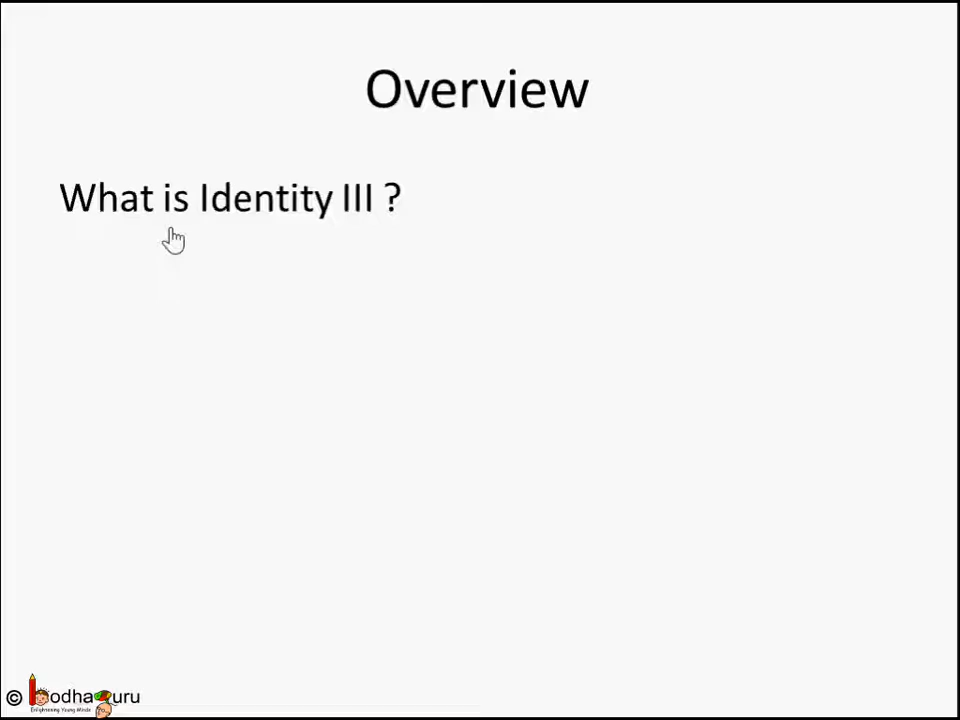 Overview
What is Identity III ?
© bodhaguru
Enlightening Young Minds